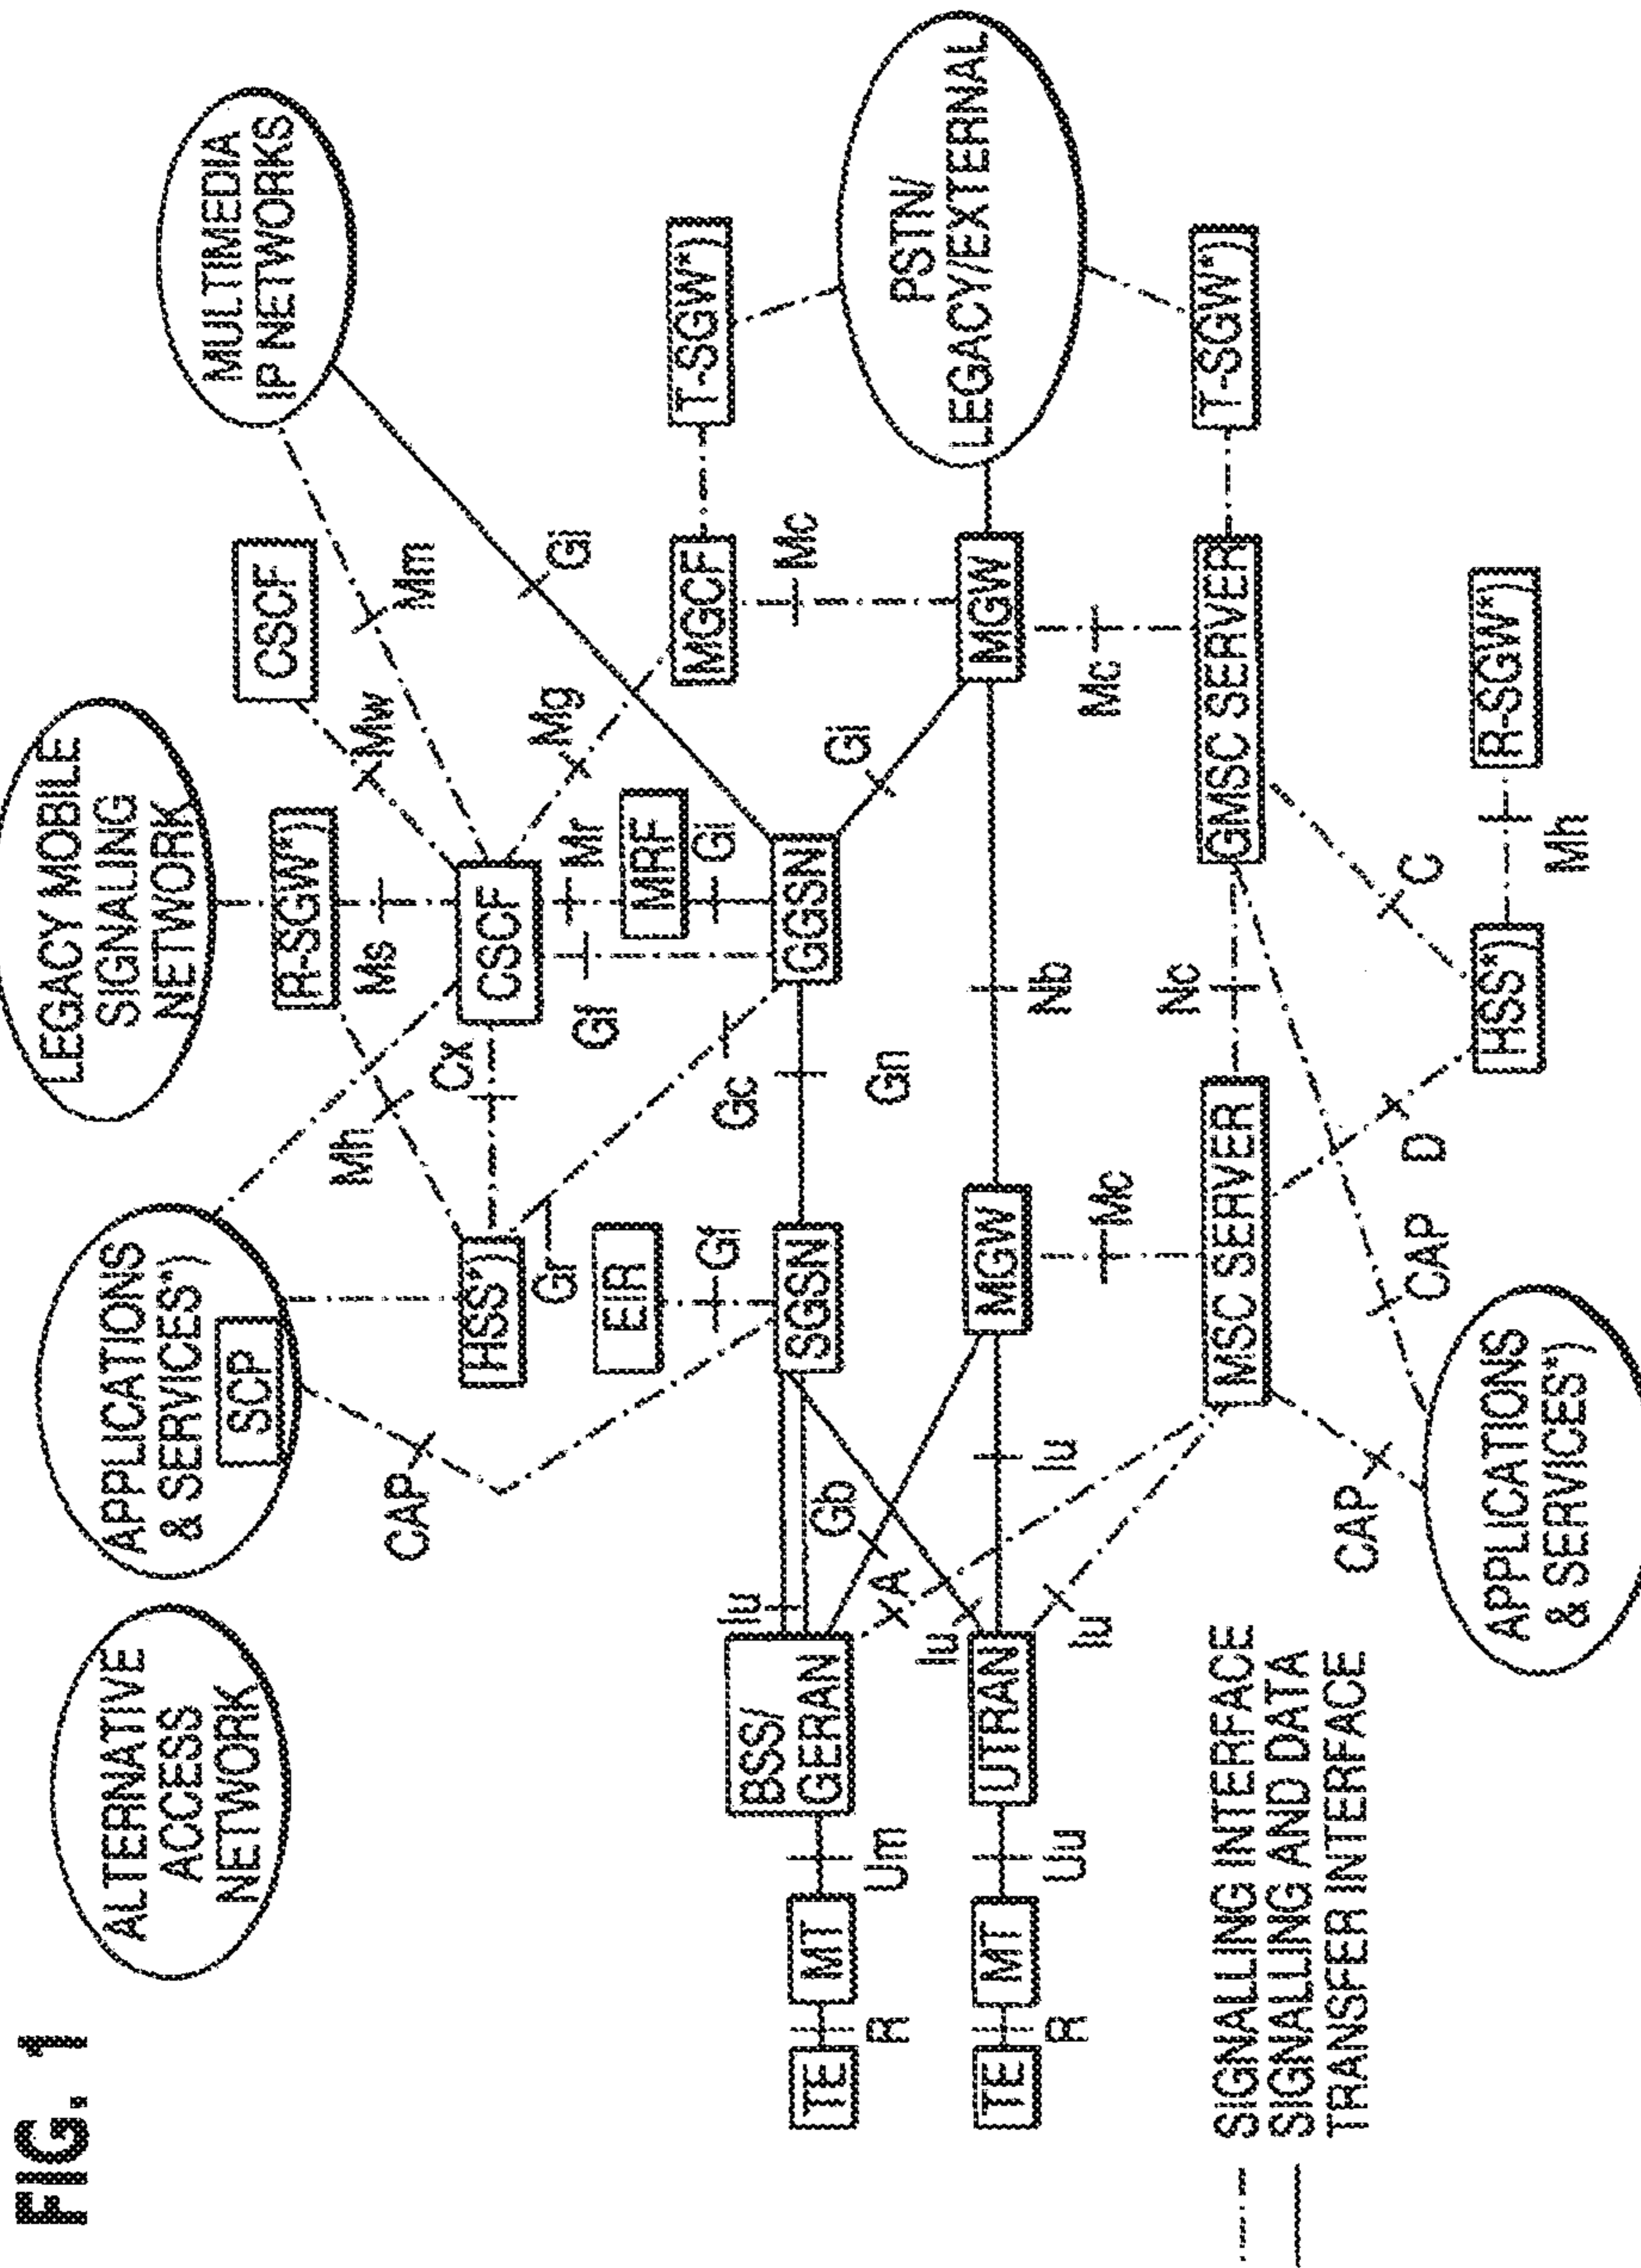 FIG. 1
ALTERNATIVE
ACCESS
NETWORK
APPLICATIONS
& SERVICES*)
SCP
LEGACY MOBILE
SIGNALING
NETWORK
MULTIMEDIA
IP NETWORKS
CAP
Mh
R-SGW*)
Ms
Mw
CSCF
Mm
HSS*)
Cx
CSCF
Gr
Gi
Mr
Mg
Gi
EIR
MRF
Gf
Gc
Gi
MGCF
T-SGW*)
TE
R
MT
Um
BSS/
GERAN
Iu
Gb
A
SGSN
Gn
GGSN
Gi
Mc
PSTN/
LEGACY/EXTERNAL
TE
R
MT
Uu
UTRAN
Iu
Iu
Iu
MGW
Nb
MGW
Mc
Nc
Mc
MSC SERVER
GMSC SERVER
T-SGW*)
SIGNALLING INTERFACE
SIGNALLING AND DATA
TRANSFER INTERFACE
CAP
CAP
D
C
APPLICATIONS
& SERVICES*)
HSS*)
Mh
R-SGW*)